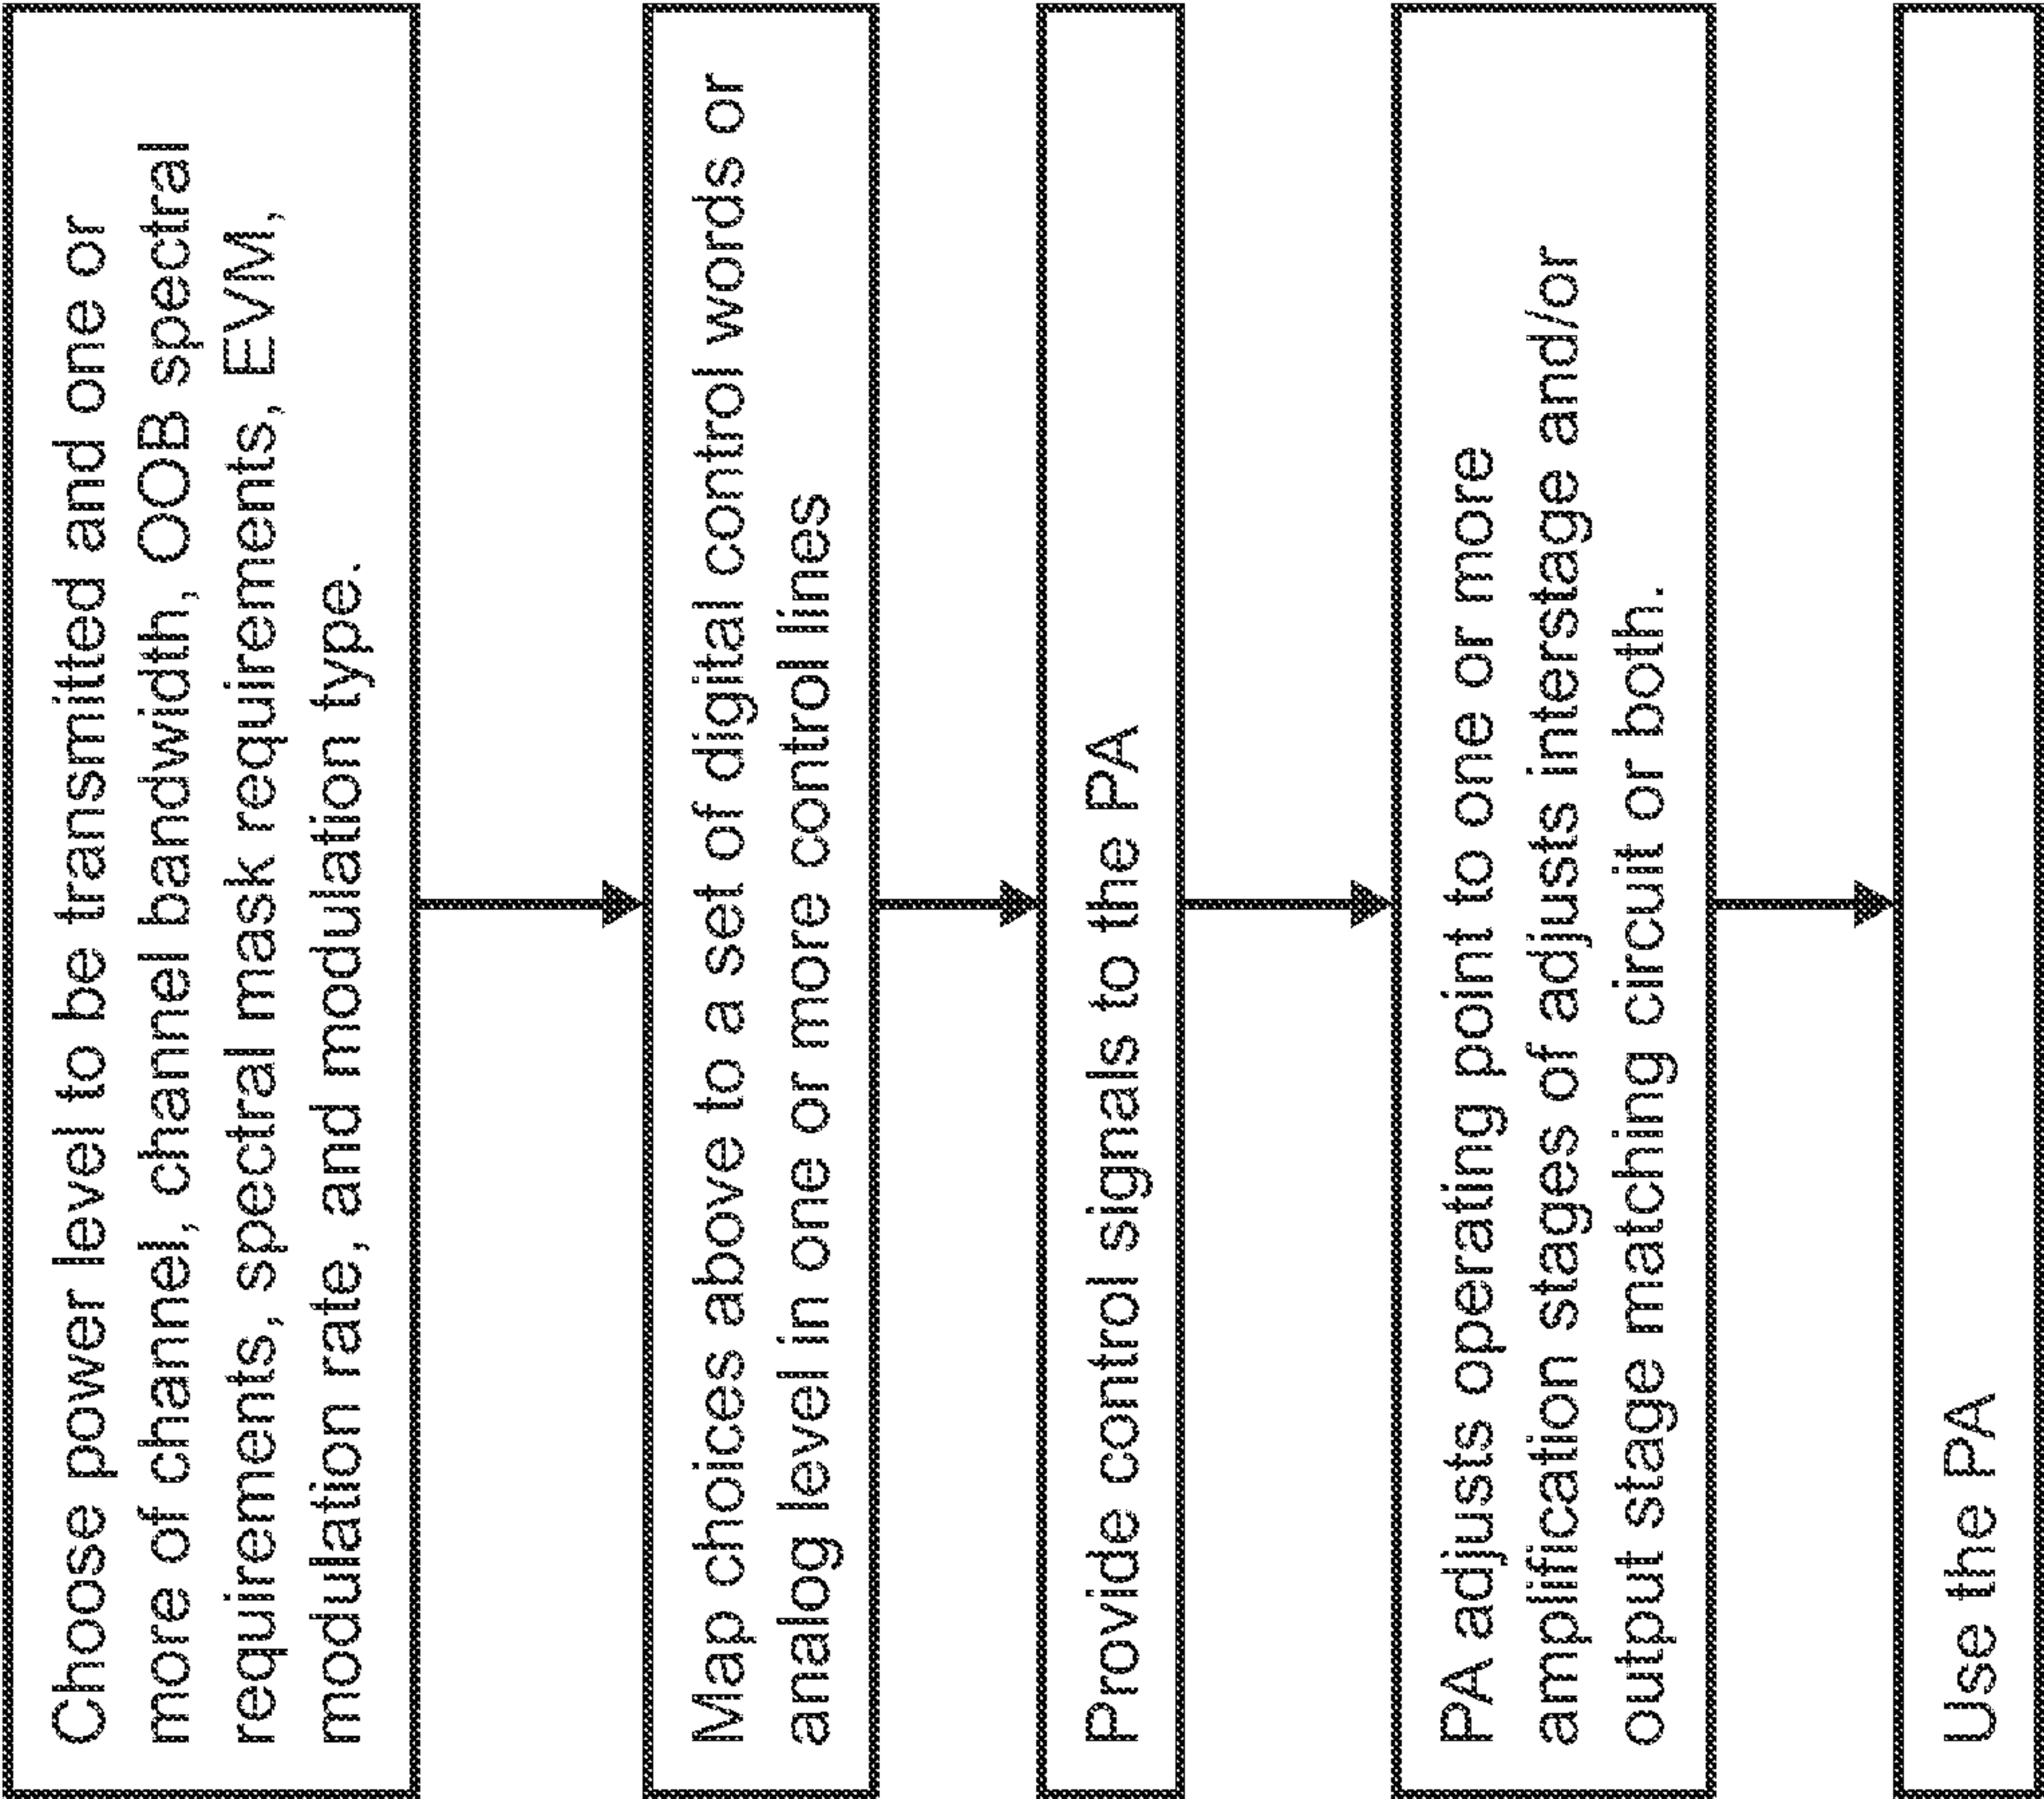 Choose power level to be transmitted and one or
more of channel, channel bandwidth, OOB spectral
requirements, spectral mask requirements, EVM,
modulation rate, and modulation type.
Map choices above to a set of digital control words or
analog level in one or more control lines
Provide control signals to the PA
PA adjusts operating point to one or more
amplification stages of adjusts interstage and/or
output stage matching circuit or both.
Use the PA